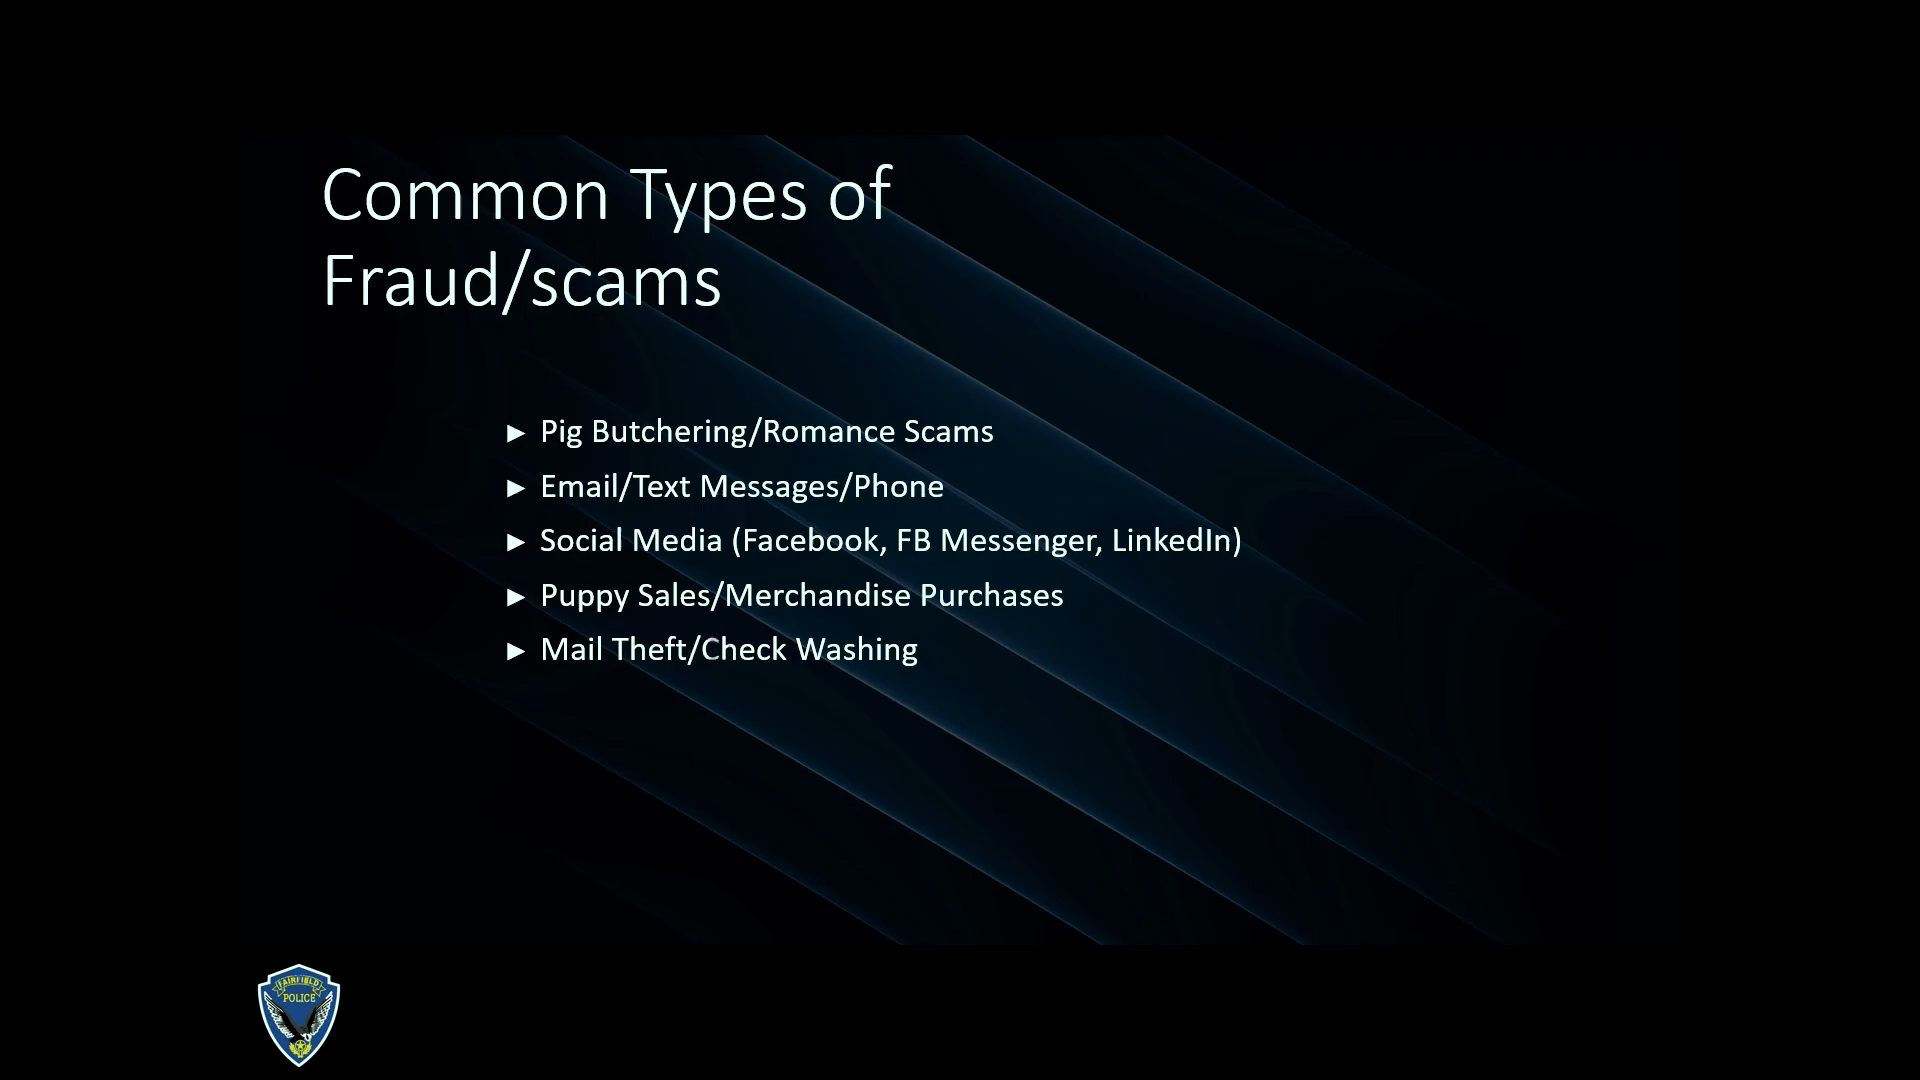 Common Types of
Fraud/scams
► Pig Butchering/Romance Scams
► Email/Text Messages/Phone
► Social Media (Facebook, FB Messenger, LinkedIn)
► Puppy Sales/Merchandise Purchases
► Mail Theft/Check Washing
FAIRFIELD
POLICE